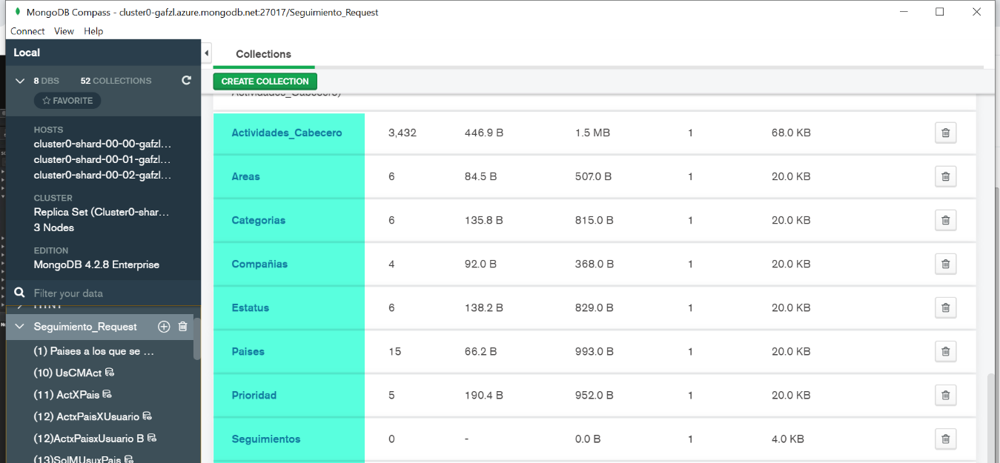 MongoDB Compass - cluster0-gafzl.azure.mongodb.net:27017/Seguimiento_Request
Connect View Help
Local
8 DBS 52 COLLECTIONS
☆ FAVORITE
HOSTS
cluster0-shard-00-00-gafzl...
cluster0-shard-00-01-gafzl...
cluster0-shard-00-02-gafzl...
CLUSTER
Replica Set (Cluster0-shar...
3 Nodes
EDITION
MongoDB 4.2.8 Enterprise
Filter your data
Seguimiento_Request
(1) Paises a los que se ...
(10) UsCMAct
(11) ActXPais
(12) ActxPaisXUsuario
(12)ActxPaisxUsuario B
(13)SolMUsuxPais
Collections
CREATE COLLECTION
Actividades_Cabecero)
Actividades_Cabecero 3,432 446.9 B 1.5 MB 1 68.0 KB
Areas 6 84.5 B 507.0 B 1 20.0 KB
Categorias 6 135.8 B 815.0 B 1 20.0 KB
Compañias 4 92.0 B 368.0 B 1 20.0 KB
Estatus 6 138.2 B 829.0 B 1 20.0 KB
Paises 15 66.2 B 993.0 B 1 20.0 KB
Prioridad 5 190.4 B 952.0 B 1 20.0 KB
Seguimientos 0 - 0.0 B 1 4.0 KB